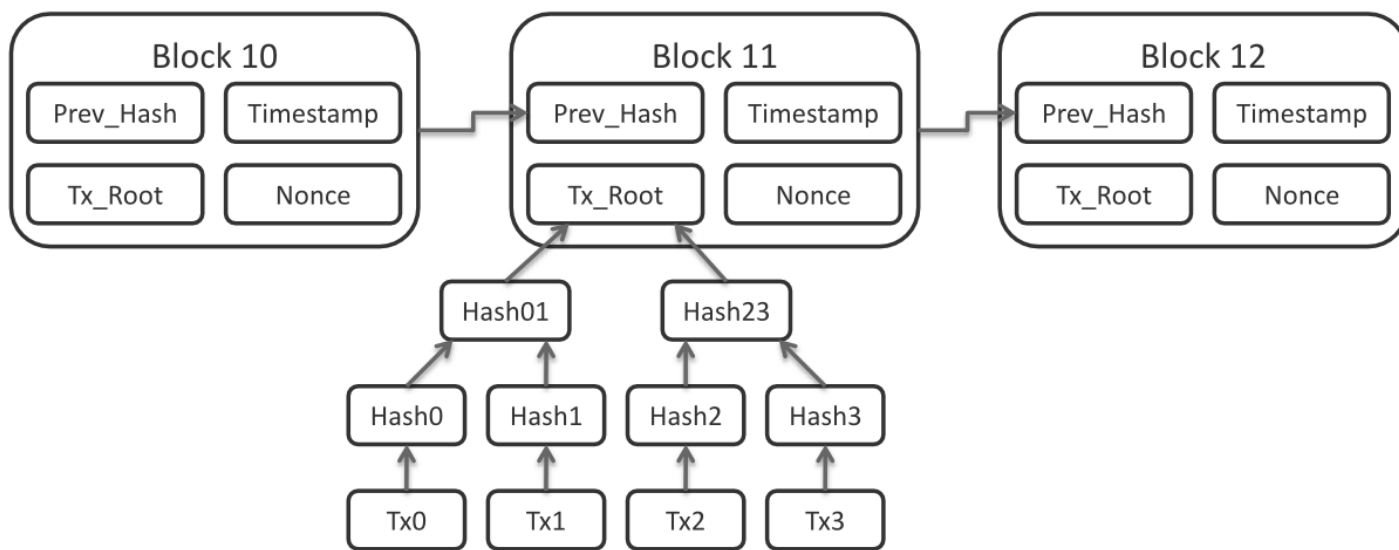 Block 10
Prev_Hash
Timestamp
Tx_Root
Nonce
Block 11
Prev_Hash
Timestamp
Tx_Root
Nonce
Block 12
Prev_Hash
Timestamp
Tx_Root
Nonce
Hash01
Hash23
Hash0
Hash1
Hash2
Hash3
Tx0
Tx1
Tx2
Tx3